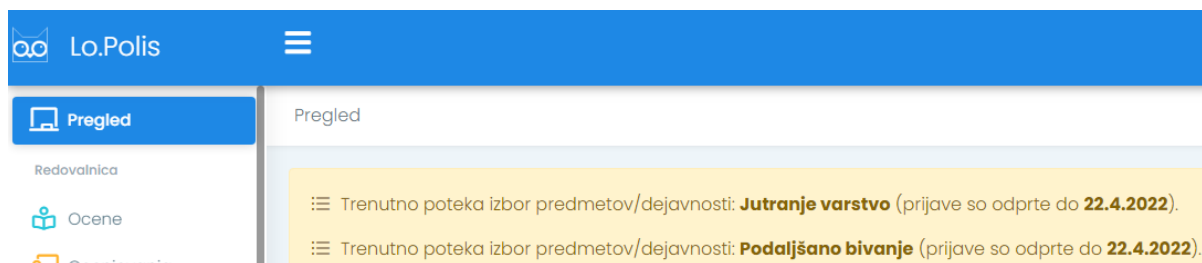 Lo.Polis
Pregled
Pregled
Redovalnica
Ocene
Trenutno poteka izbor predmetov/dejavnosti: Jutranje varstvo (prijave so odprte do 22.4.2022).
Trenutno poteka izbor predmetov/dejavnosti: Podaljšano bivanje (prijave so odprte do 22.4.2022).